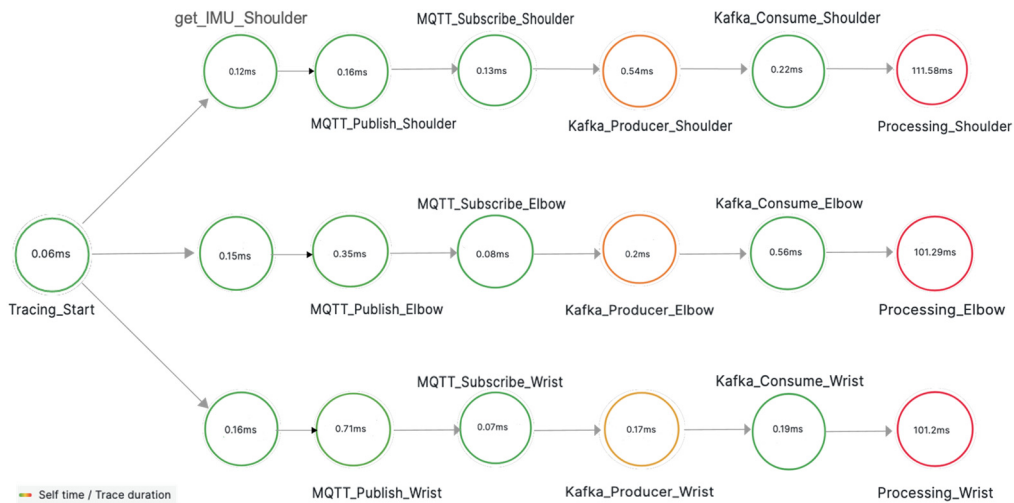 get_IMU_Shoulder
MQTT_Subscribe_Shoulder
Kafka_Consume_Shoulder
0.12ms
0.16ms
0.13ms
0.54ms
0.22ms
111.58ms
MQTT_Publish_Shoulder
Kafka_Producer_Shoulder
Processing_Shoulder
MQTT_Subscribe_Elbow
Kafka_Consume_Elbow
0.06ms
0.15ms
0.35ms
0.08ms
0.2ms
0.56ms
101.29ms
Tracing_Start
MQTT_Publish_Elbow
Kafka_Producer_Elbow
Processing_Elbow
MQTT_Subscribe_Wrist
Kafka_Consume_Wrist
0.16ms
0.71ms
0.07ms
0.17ms
0.19ms
101.2ms
MQTT_Publish_Wrist
Kafka_Producer_Wrist
Processing_Wrist
Self time / Trace duration